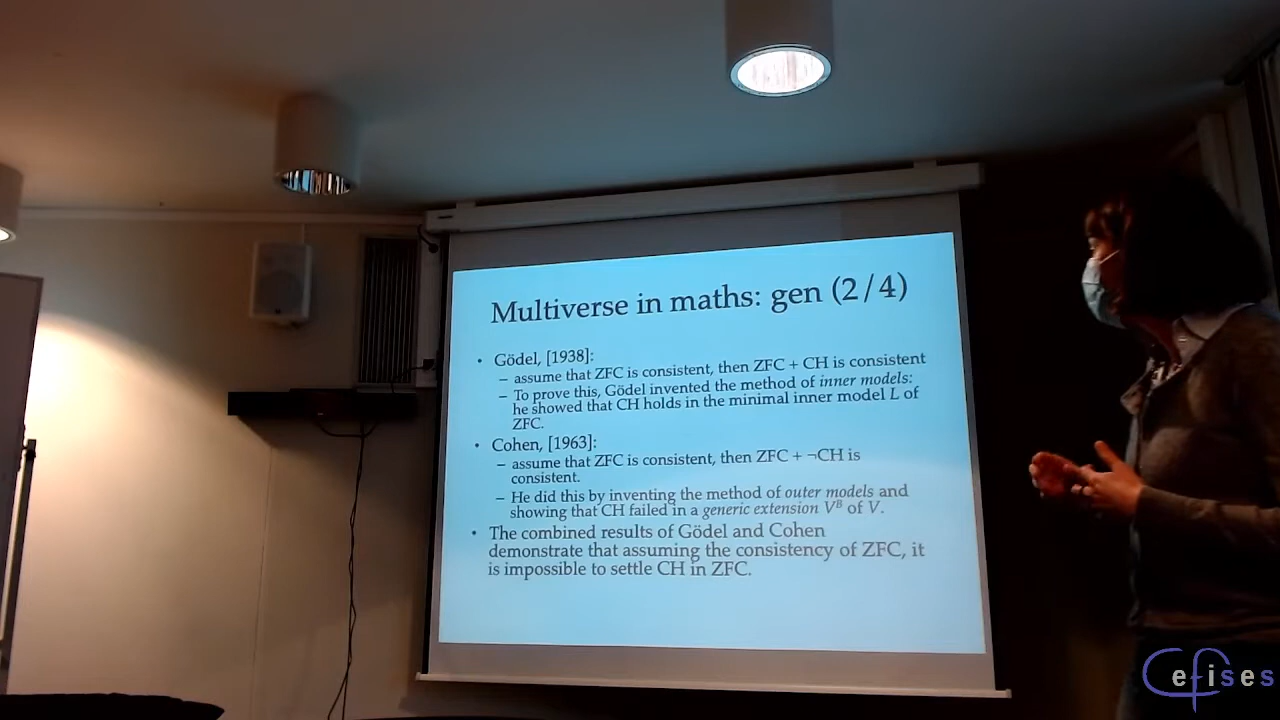 Multiverse in maths: gen (2/4)
• Gödel, [1938]:
– assume that ZFC is consistent, then ZFC + CH is consistent
– To prove this, Gödel invented the method of inner models;
he showed that CH holds in the minimal inner model L of
ZFC.
• Cohen, [1963]:
– assume that ZFC is consistent, then ZFC + ¬CH is
consistent.
– He did this by inventing the method of outer models and
showing that CH failed in a generic extension Vᴮ of V.
• The combined results of Gödel and Cohen
demonstrate that assuming the consistency of ZFC, it
is impossible to settle CH in ZFC.
Cefises